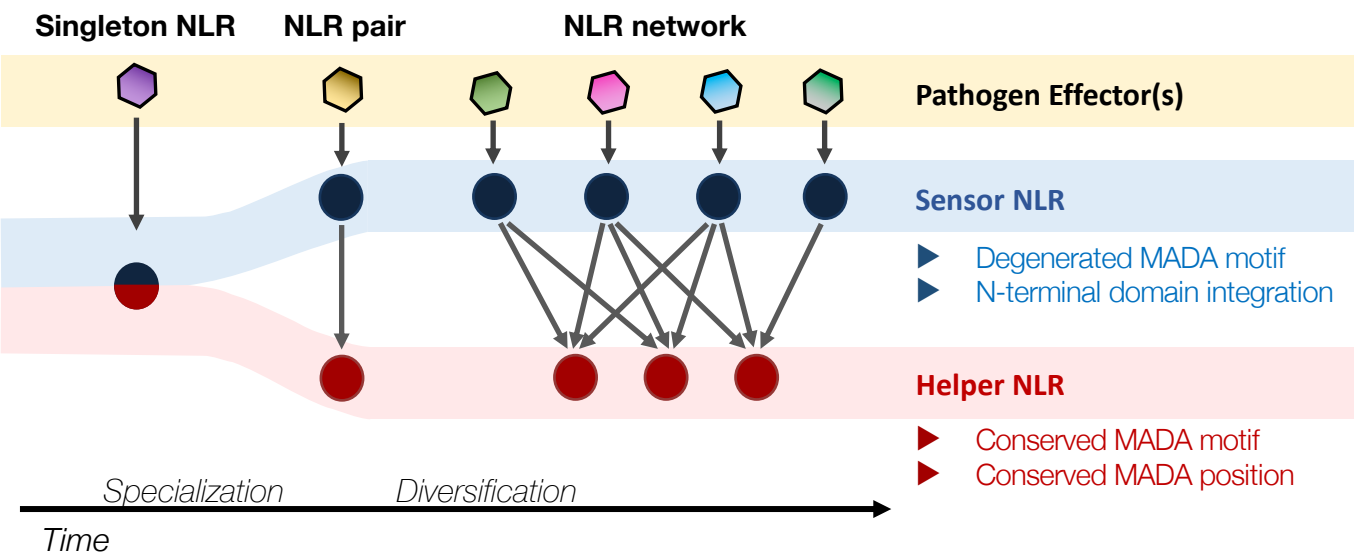 Singleton NLR
NLR pair
NLR network
Pathogen Effector(s)
Sensor NLR
Degenerated MADA motif
N-terminal domain integration
Helper NLR
Conserved MADA motif
Conserved MADA position
Specialization
Diversification
Time